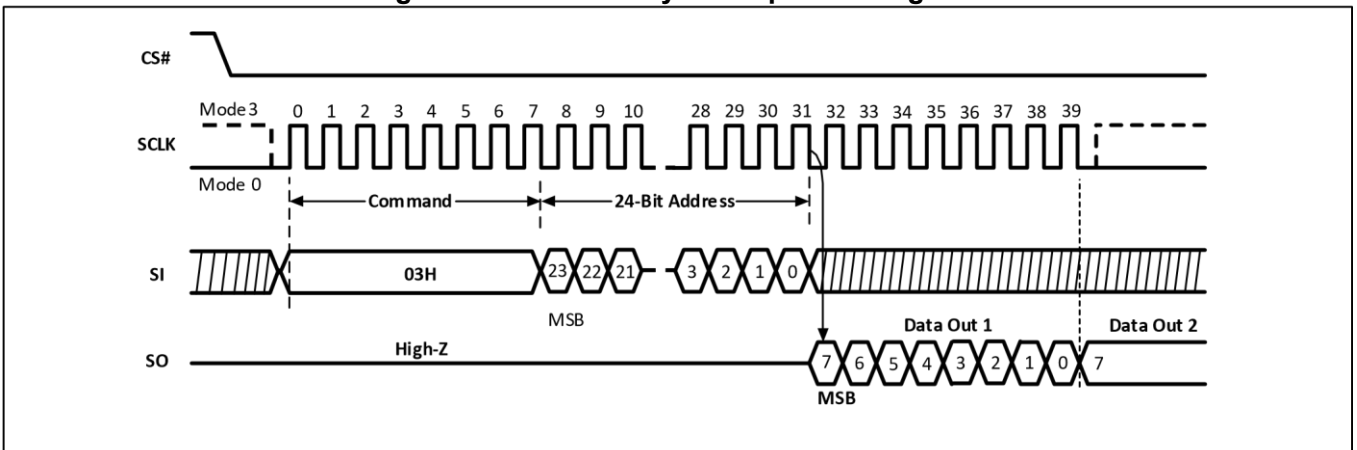 CS#
Mode 3
0 1 2 3 4 5 6 7 8 9 10 28 29 30 31 32 33 34 35 36 37 38 39
SCLK
Mode 0
Command
24-Bit Address
SI
03H
23 22 21 3 2 1 0
MSB
Data Out 1
Data Out 2
High-Z
SO
7 6 5 4 3 2 1 0 7
MSB